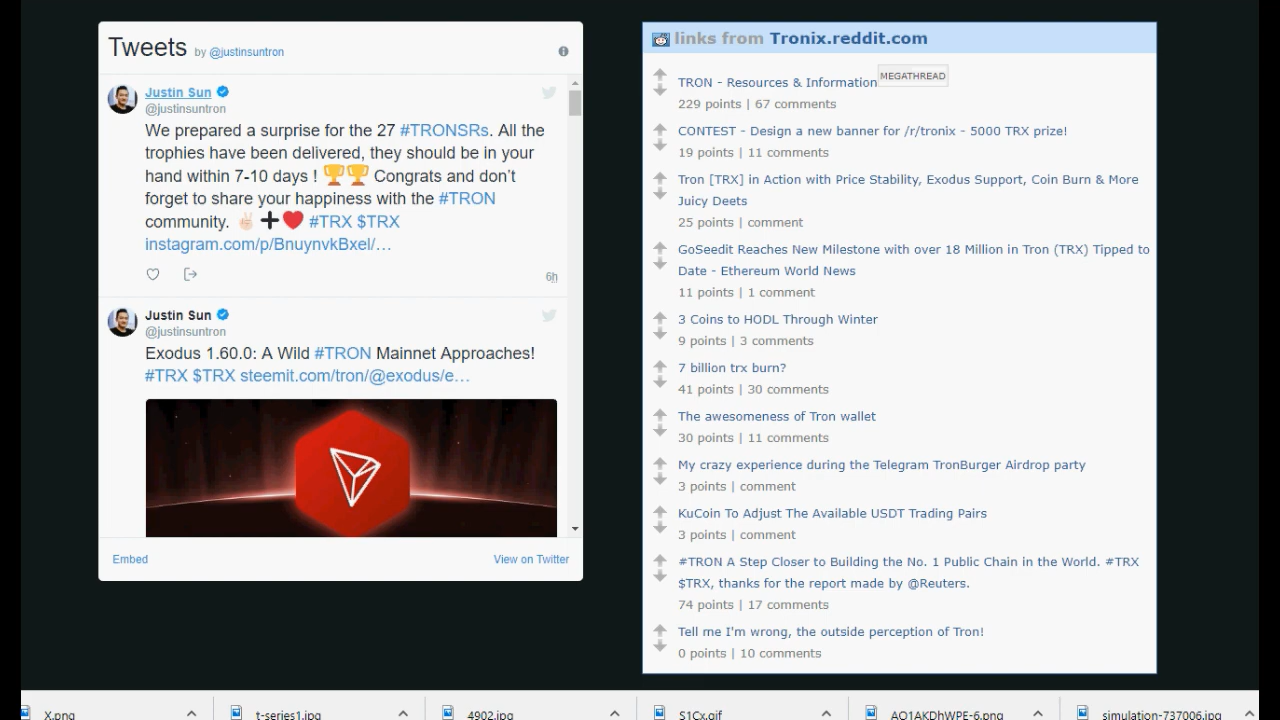 Tweets by @justinsuntron
Justin Sun
@justinsuntron
We prepared a surprise for the 27 #TRONSRs. All the
trophies have been delivered, they should be in your
hand within 7-10 days ! 🏆🏆 Congrats and don't
forget to share your happiness with the #TRON
community. ✌🏻➕❤️ #TRX $TRX
instagram.com/p/BnuynvkBxel/…
6h
Justin Sun
@justinsuntron
Exodus 1.60.0: A Wild #TRON Mainnet Approaches!
#TRX $TRX steemit.com/tron/@exodus/e…
Embed
View on Twitter
links from Tronix.reddit.com
TRON - Resources & Information MEGATHREAD
229 points | 67 comments
CONTEST - Design a new banner for /r/tronix - 5000 TRX prize!
19 points | 11 comments
Tron [TRX] in Action with Price Stability, Exodus Support, Coin Burn & More
Juicy Deets
25 points | comment
GoSeedit Reaches New Milestone with over 18 Million in Tron (TRX) Tipped to
Date - Ethereum World News
11 points | 1 comment
3 Coins to HODL Through Winter
9 points | 3 comments
7 billion trx burn?
41 points | 30 comments
The awesomeness of Tron wallet
30 points | 11 comments
My crazy experience during the Telegram TronBurger Airdrop party
3 points | comment
KuCoin To Adjust The Available USDT Trading Pairs
3 points | comment
#TRON A Step Closer to Building the No. 1 Public Chain in the World. #TRX
$TRX, thanks for the report made by @Reuters.
74 points | 17 comments
Tell me I'm wrong, the outside perception of Tron!
0 points | 10 comments
X.png
t-series1.jpg
4902.jpg
S1Cx.gif
AO1AKDhWPE-6.png
simulation-737006.jpg